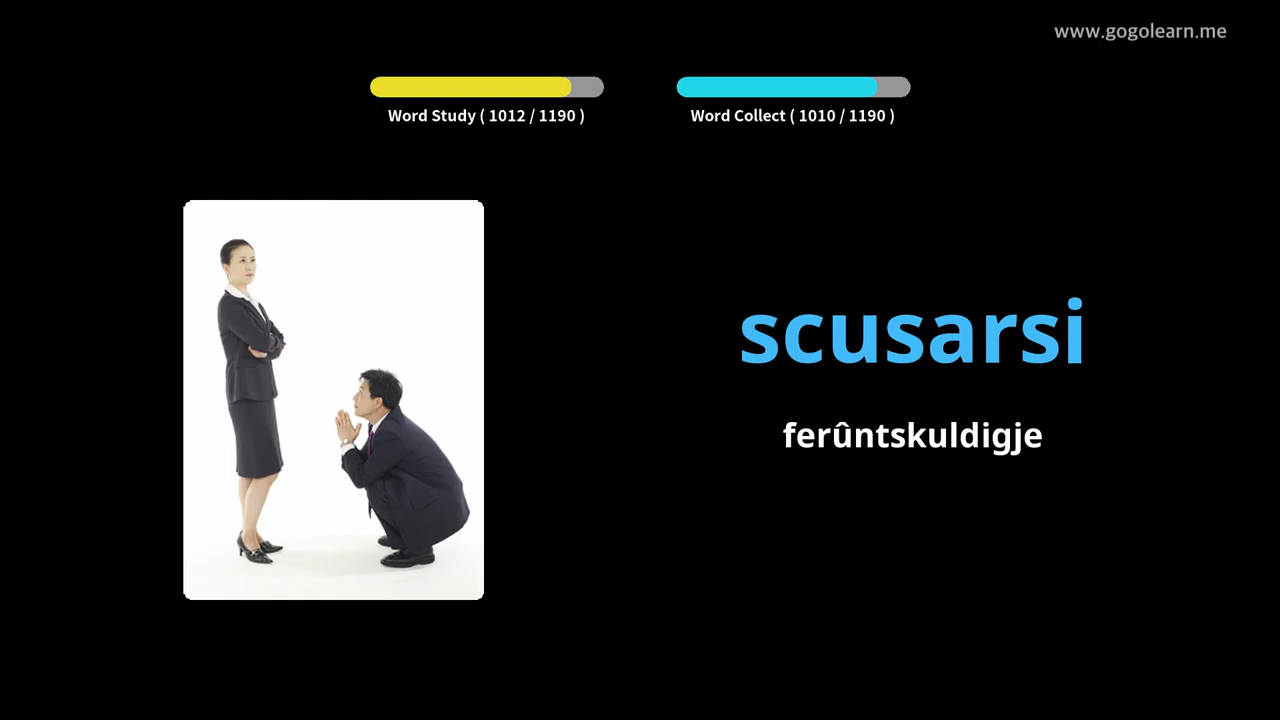 www.gogolearn.me
Word Study ( 1012 / 1190 )
Word Collect ( 1010 / 1190 )
scusarsi
ferûntskuldigje